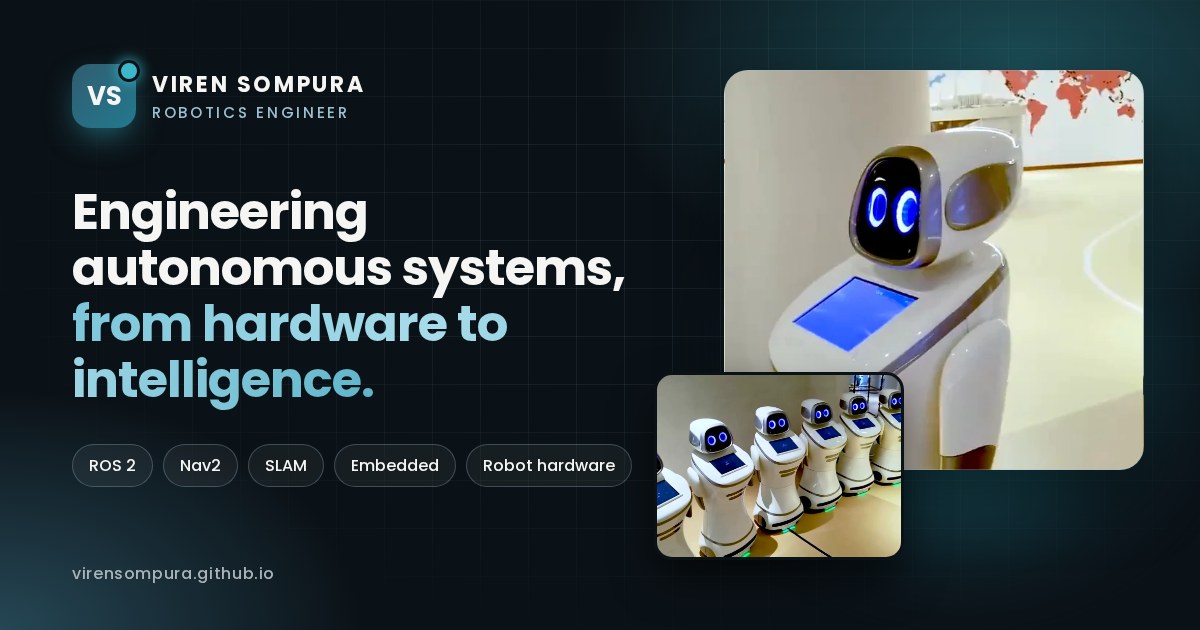 VS
VIREN SOMPURA
ROBOTICS ENGINEER
Engineering
autonomous systems,
from hardware to
intelligence.
ROS 2
Nav2
SLAM
Embedded
Robot hardware
virensompura.github.io